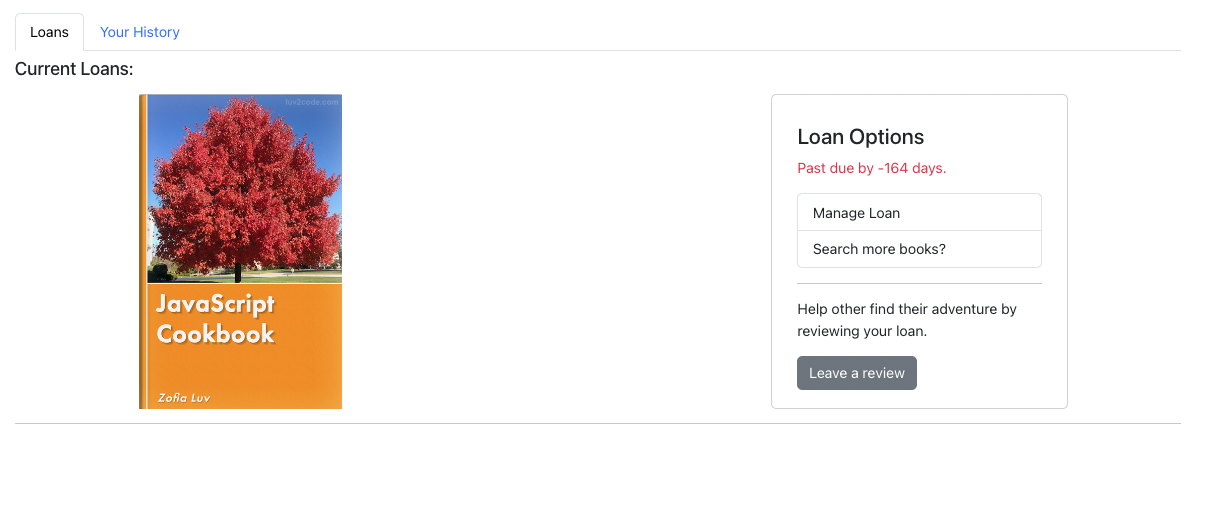 Loans Your History
Current Loans:
luv2code.com
JavaScript
Cookbook
Zofia Luv
Loan Options
Past due by -164 days.
Manage Loan
Search more books?
Help other find their adventure by
reviewing your loan.
Leave a review